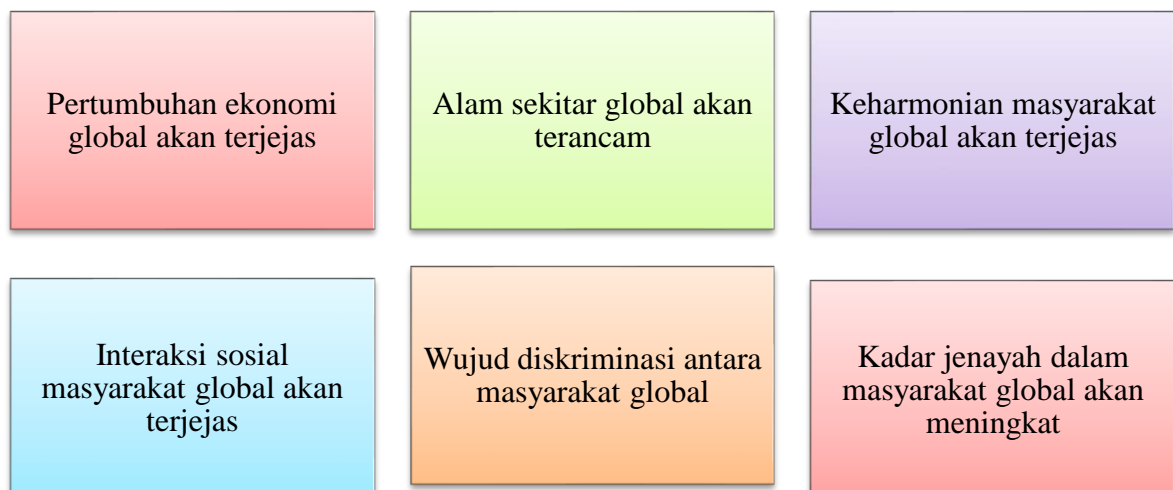 Pertumbuhan ekonomi
global akan terjejas
Alam sekitar global akan
terancam
Keharmonian masyarakat
global akan terjejas
Interaksi sosial
masyarakat global akan
terjejas
Wujud diskriminasi antara
masyarakat global
Kadar jenayah dalam
masyarakat global akan
meningkat